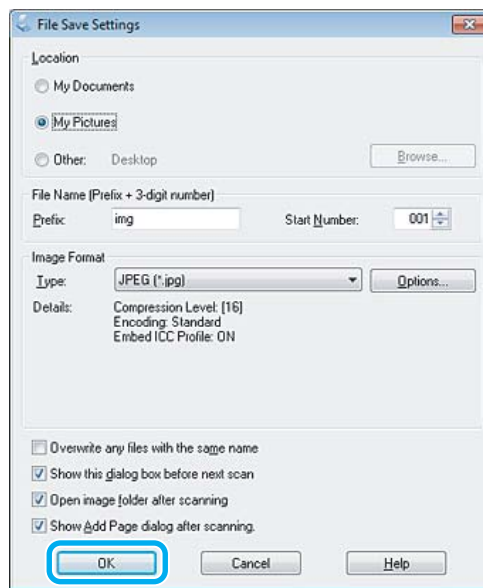 File Save Settings
Location
My Documents
My Pictures
Other: Desktop Browse...
File Name (Prefix + 3-digit number)
Prefix: img Start Number: 001
Image Format
Type: JPEG (*.jpg) Options...
Details: Compression Level: [16]
Encoding: Standard
Embed ICC Profile: ON
Overwrite any files with the same name
Show this dialog box before next scan
Open image folder after scanning
Show Add Page dialog after scanning.
OK Cancel Help